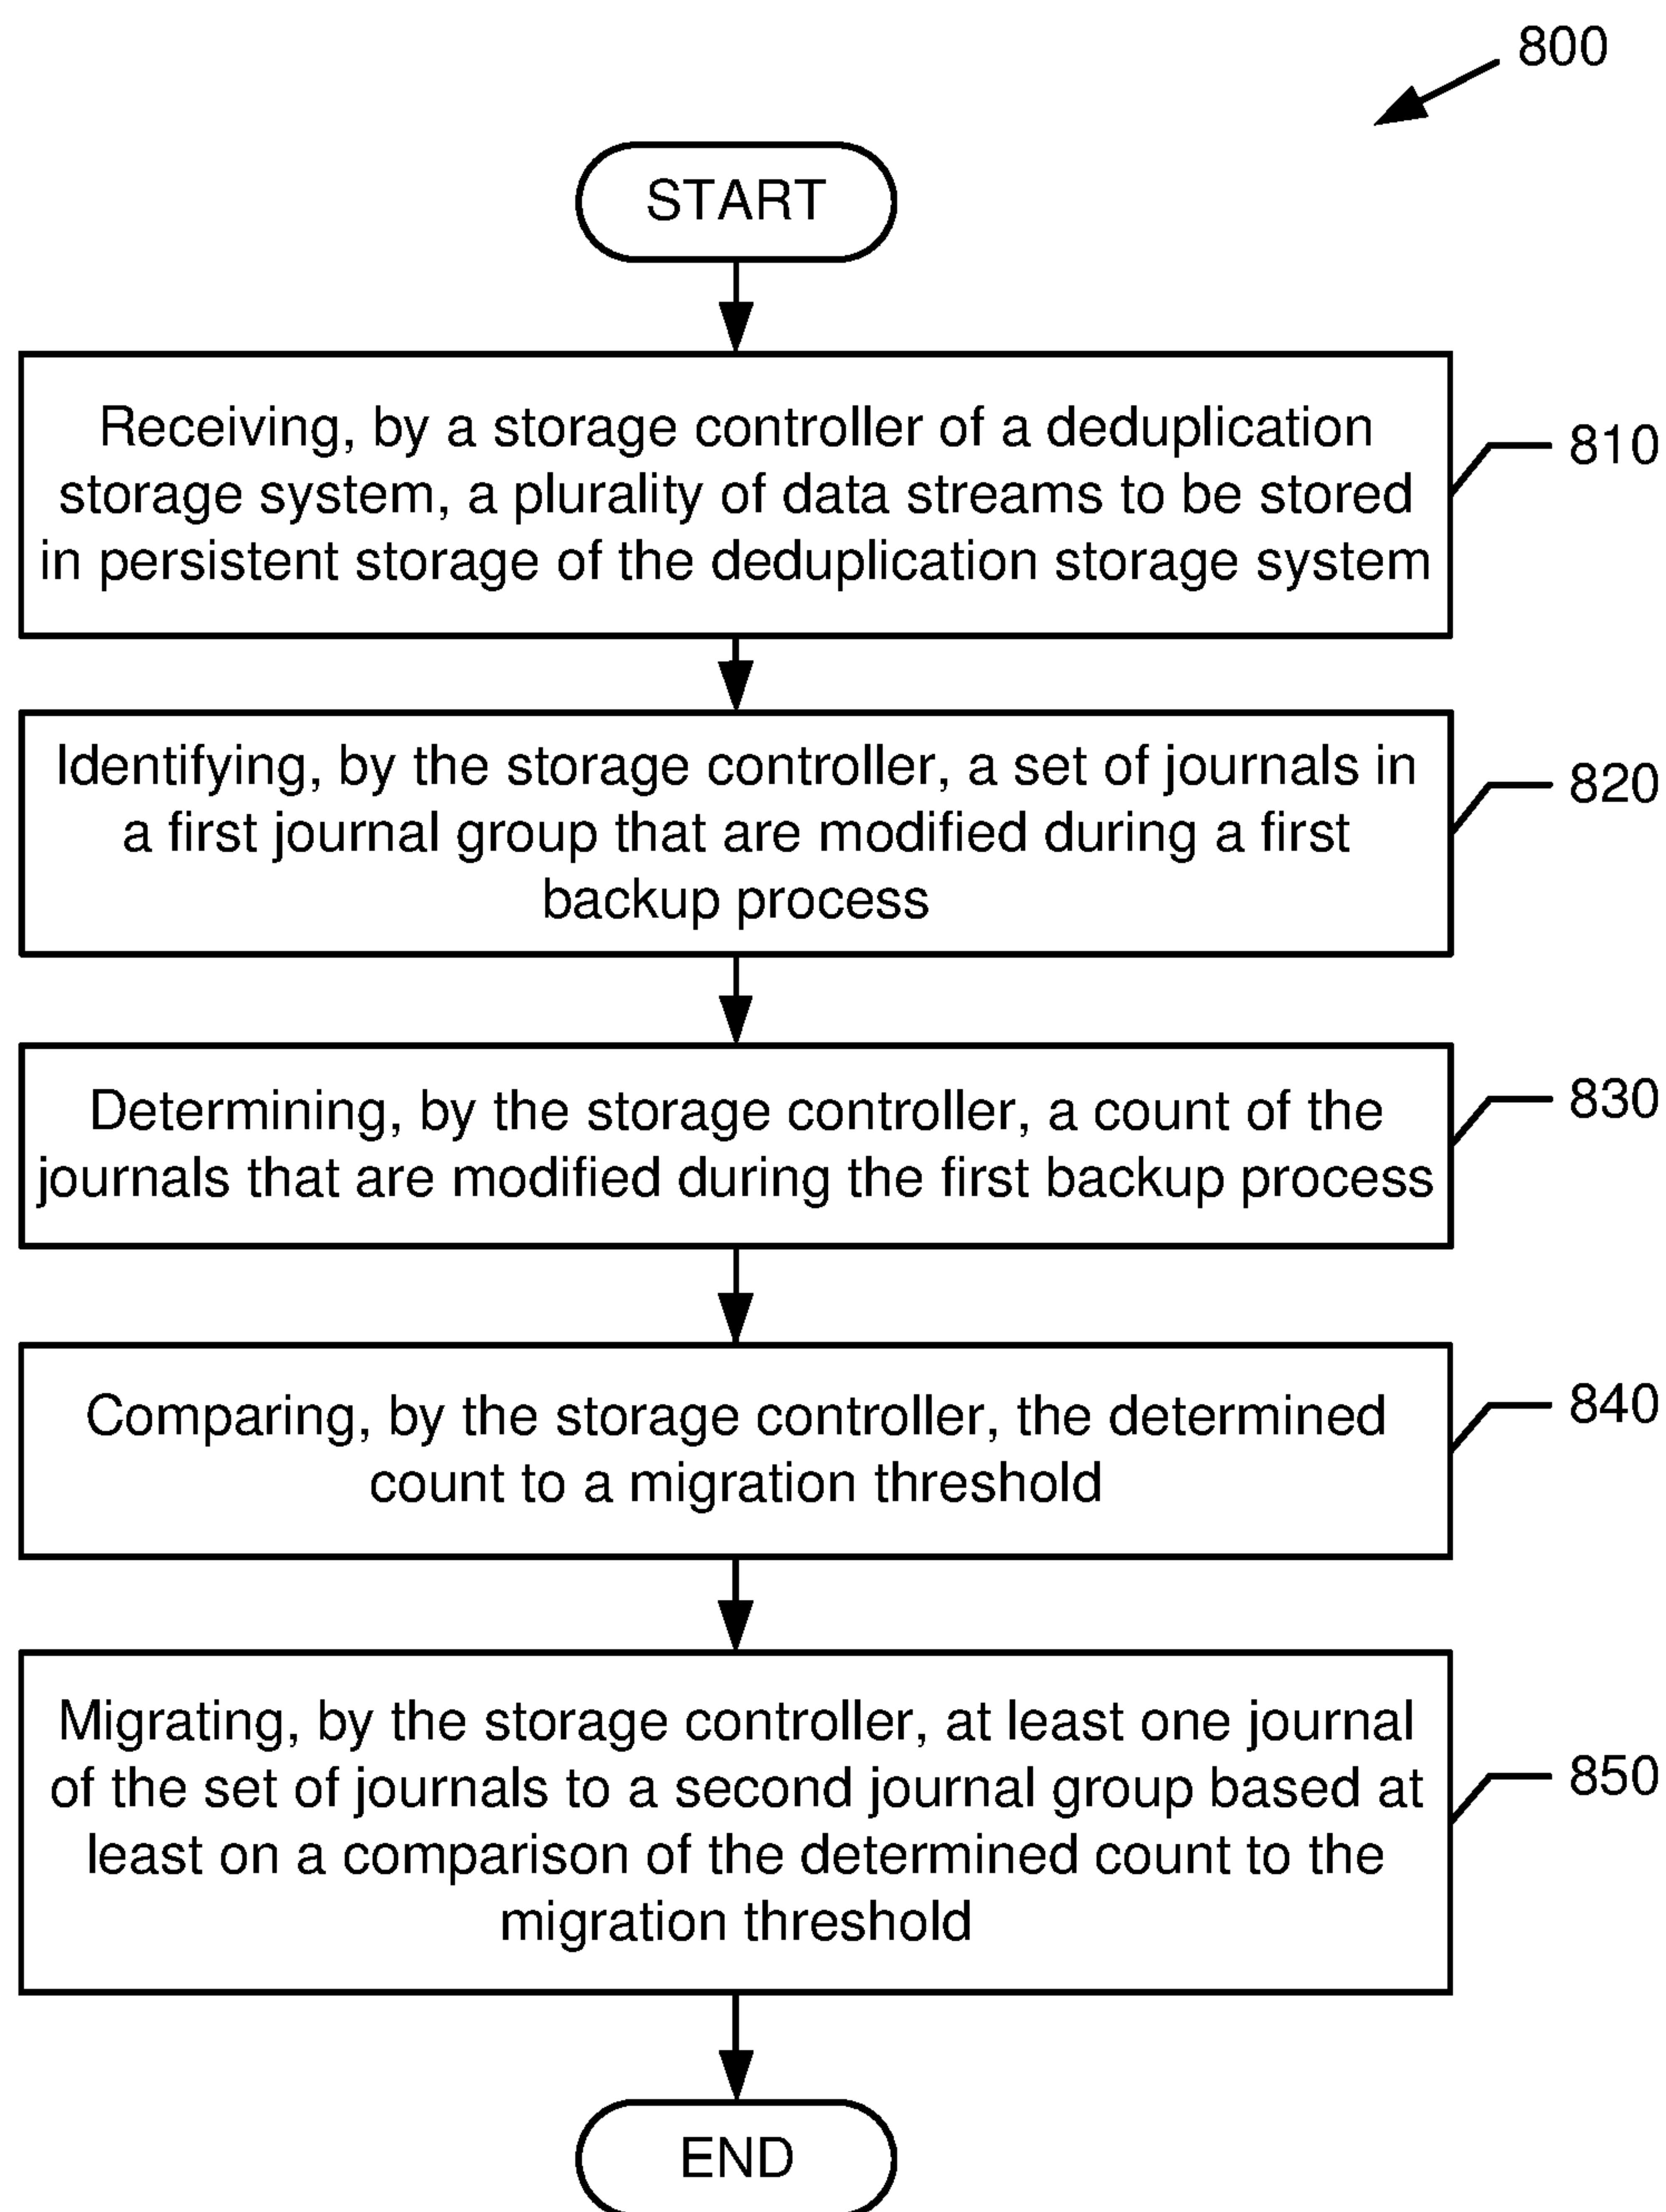 800
START
Receiving, by a storage controller of a deduplication
storage system, a plurality of data streams to be stored
in persistent storage of the deduplication storage system
810
Identifying, by the storage controller, a set of journals in
a first journal group that are modified during a first
backup process
820
Determining, by the storage controller, a count of the
journals that are modified during the first backup process
830
Comparing, by the storage controller, the determined
count to a migration threshold
840
Migrating, by the storage controller, at least one journal
of the set of journals to a second journal group based at
least on a comparison of the determined count to the
migration threshold
850
END